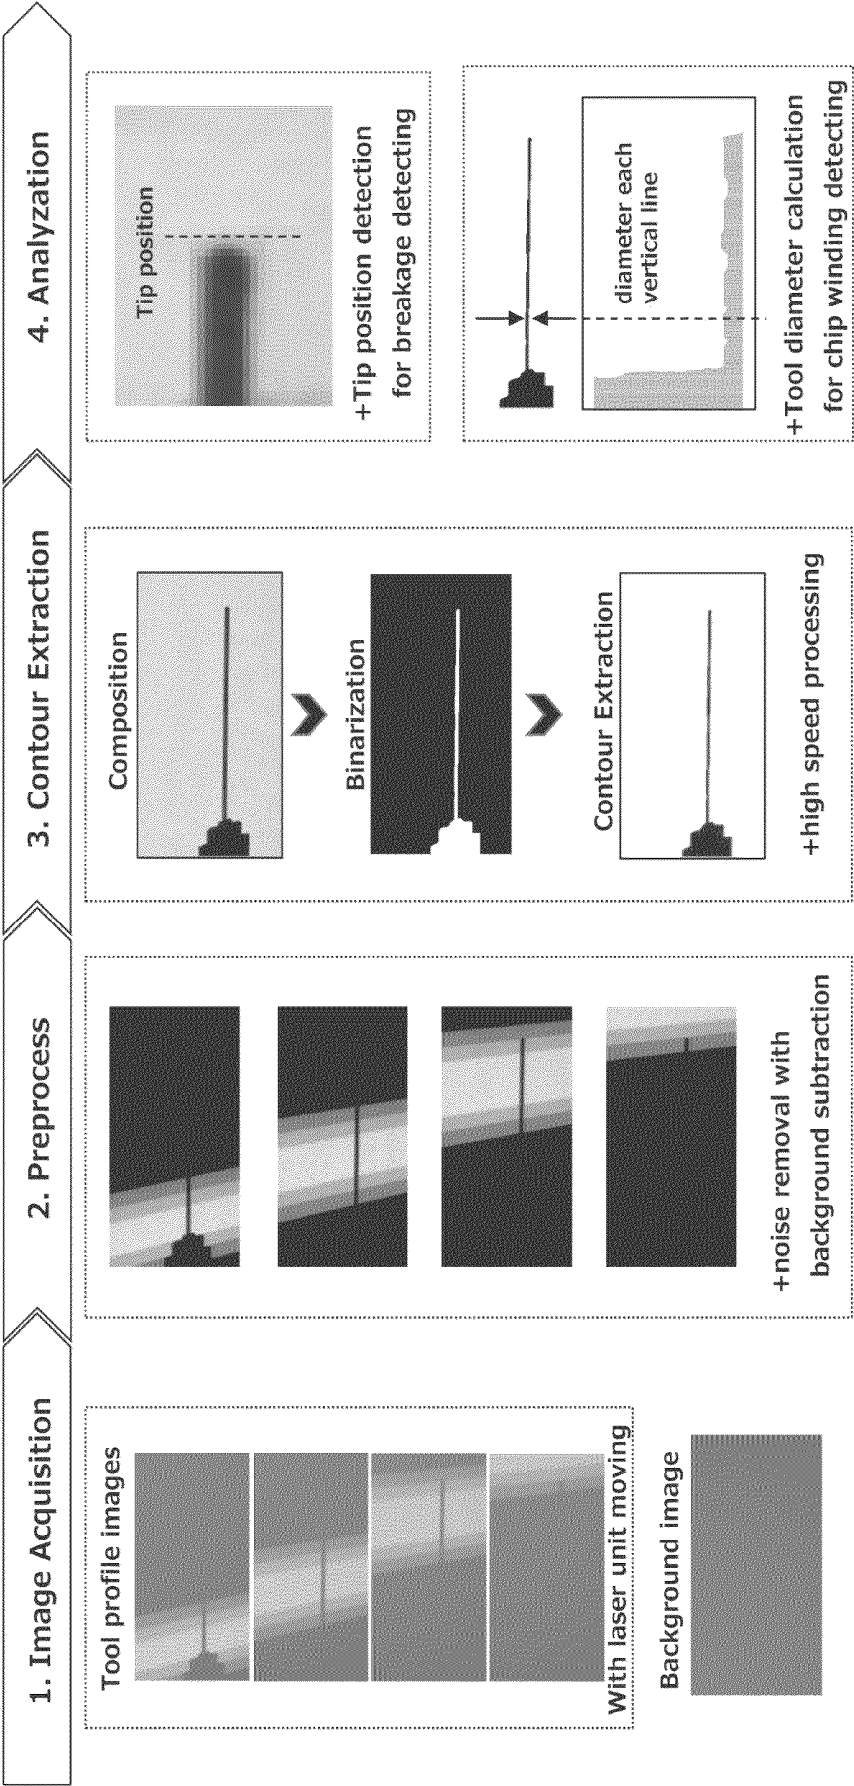 1. Image Acquisition
Tool profile images
With laser unit moving
Background image
2. Preprocess
+noise removal with
background subtraction
3. Contour Extraction
Composition
Binarization
Contour Extraction
+high speed processing
4. Analyzation
Tip position
+Tip position detection
for breakage detecting
diameter each
vertical line
+Tool diameter calculation
for chip winding detecting